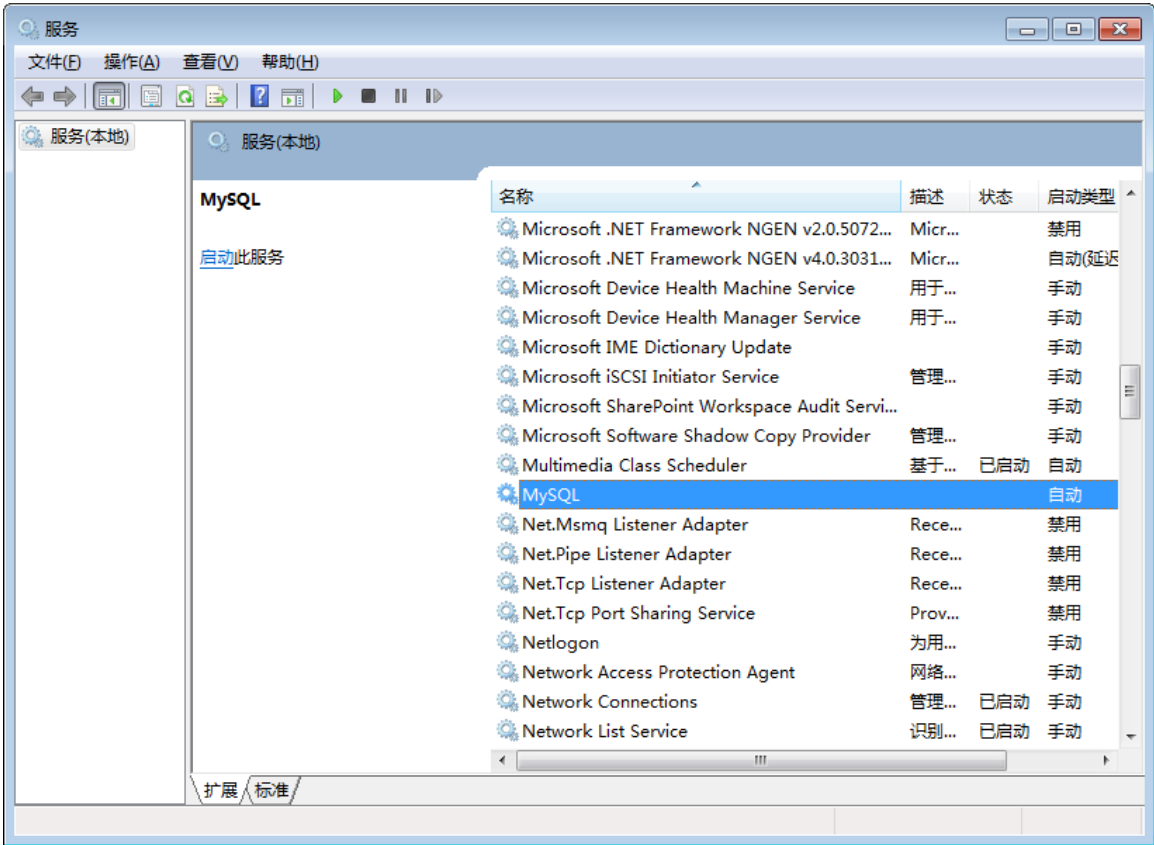 服务
文件(F) 操作(A) 查看(V) 帮助(H)
服务(本地)
服务(本地)
MySQL
启动此服务
名称 描述 状态 启动类型
Microsoft .NET Framework NGEN v2.0.5072... Micr... 禁用
Microsoft .NET Framework NGEN v4.0.3031... Micr... 自动(延迟
Microsoft Device Health Machine Service 用于... 手动
Microsoft Device Health Manager Service 用于... 手动
Microsoft IME Dictionary Update 手动
Microsoft iSCSI Initiator Service 管理... 手动
Microsoft SharePoint Workspace Audit Servi... 手动
Microsoft Software Shadow Copy Provider 管理... 手动
Multimedia Class Scheduler 基于... 已启动 自动
MySQL 自动
Net.Msmq Listener Adapter Rece... 禁用
Net.Pipe Listener Adapter Rece... 禁用
Net.Tcp Listener Adapter Rece... 禁用
Net.Tcp Port Sharing Service Prov... 禁用
Netlogon 为用... 手动
Network Access Protection Agent 网络... 手动
Network Connections 管理... 已启动 手动
Network List Service 识别... 已启动 手动
扩展 标准